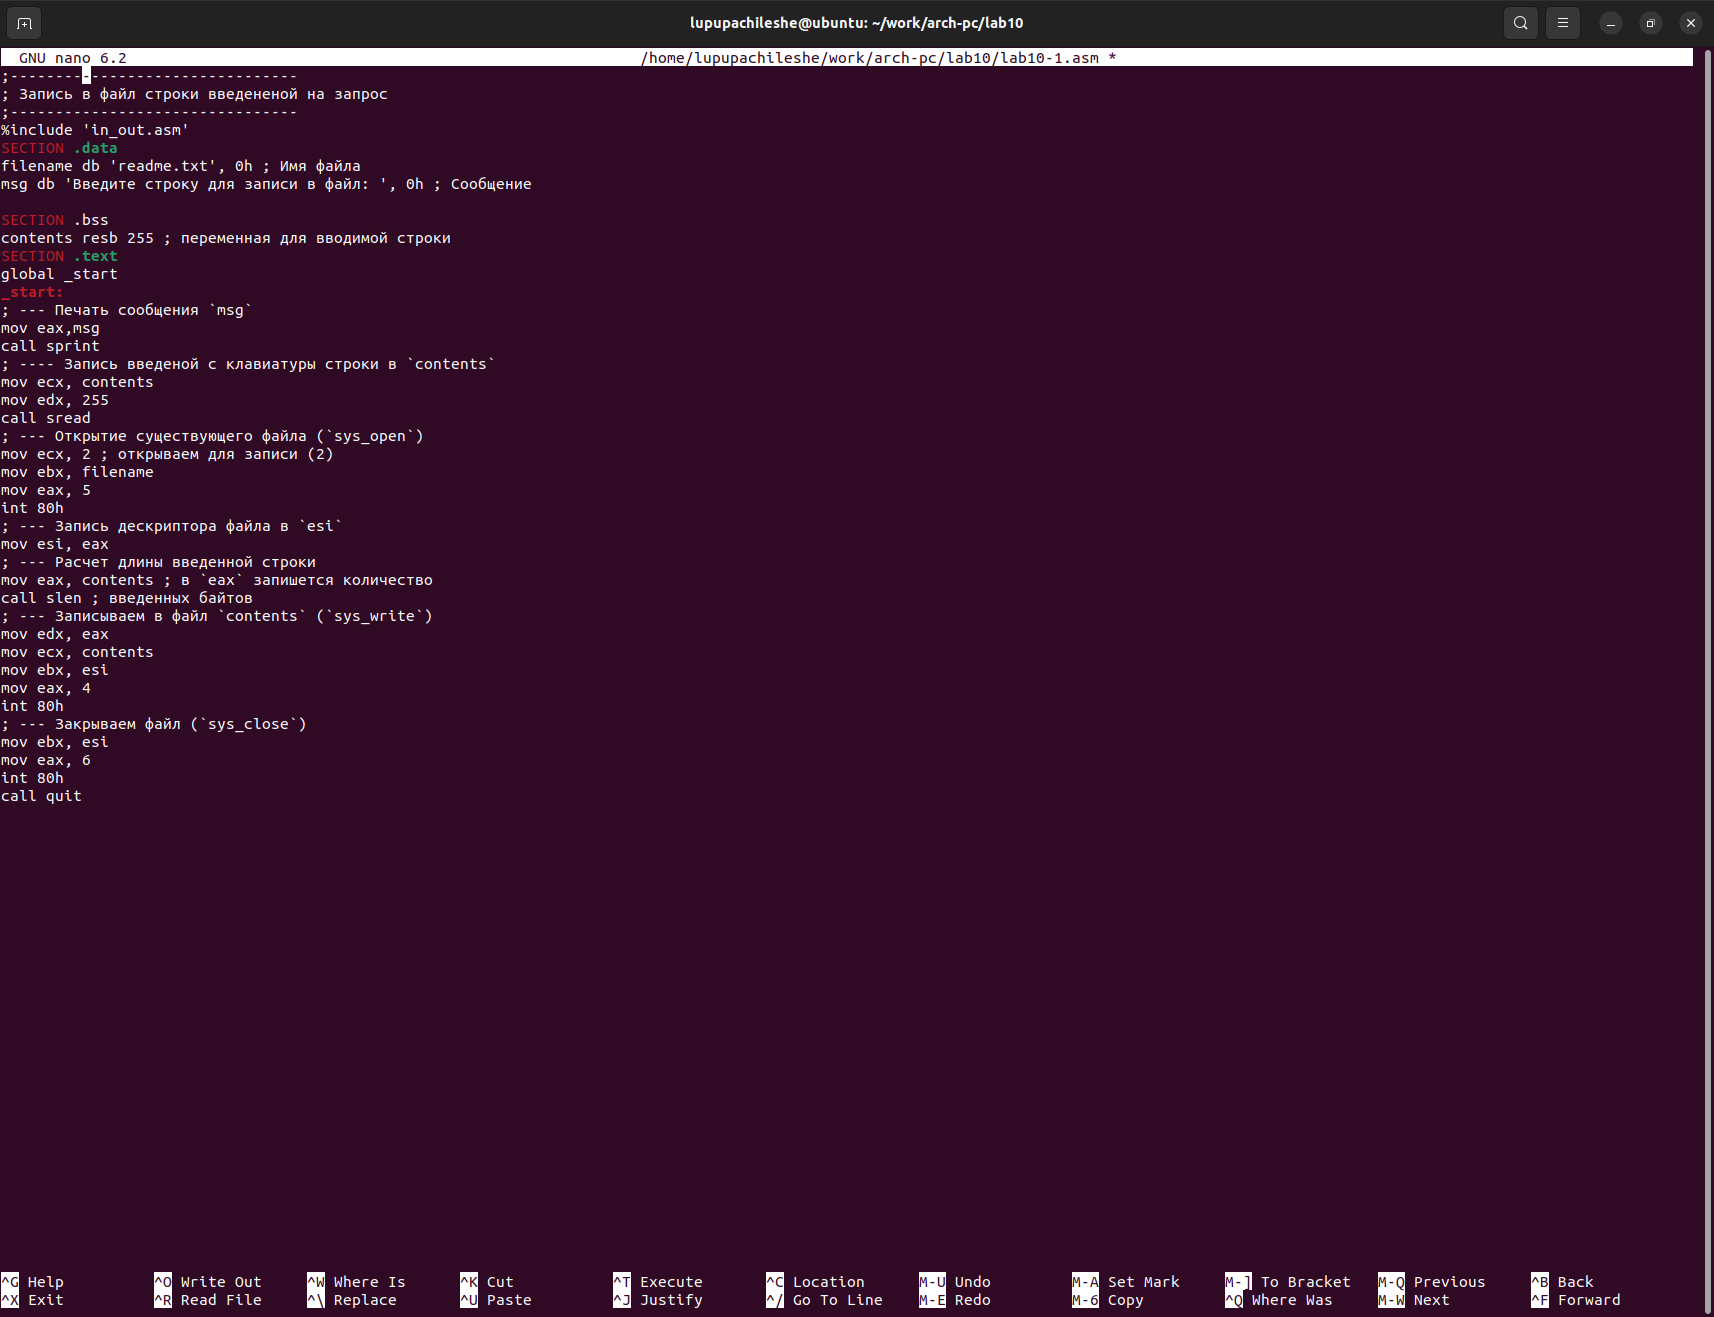 lupupachileshe@ubuntu: ~/work/arch-pc/lab10
GNU nano 6.2 /home/lupupachileshe/work/arch-pc/lab10/lab10-1.asm *
;--------------------------------
; Запись в файл строки введененой на запрос
;--------------------------------
%include 'in_out.asm'
SECTION .data
filename db 'readme.txt', 0h ; Имя файла
msg db 'Введите строку для записи в файл: ', 0h ; Сообщение
SECTION .bss
contents resb 255 ; переменная для вводимой строки
SECTION .text
global _start
_start:
; --- Печать сообщения `msg`
mov eax,msg
call sprint
; ---- Запись введеной с клавиатуры строки в `contents`
mov ecx, contents
mov edx, 255
call sread
; --- Открытие существующего файла (`sys_open`)
mov ecx, 2 ; открываем для записи (2)
mov ebx, filename
mov eax, 5
int 80h
; --- Запись дескриптора файла в `esi`
mov esi, eax
; --- Расчет длины введенной строки
mov eax, contents ; в `eax` запишется количество
call slen ; введенных байтов
; --- Записываем в файл `contents` (`sys_write`)
mov edx, eax
mov ecx, contents
mov ebx, esi
mov eax, 4
int 80h
; --- Закрываем файл (`sys_close`)
mov ebx, esi
mov eax, 6
int 80h
call quit
^G Help ^O Write Out ^W Where Is ^K Cut ^T Execute ^C Location M-U Undo M-A Set Mark M-] To Bracket M-Q Previous ^B Back
^X Exit ^R Read File ^\ Replace ^U Paste ^J Justify ^/ Go To Line M-E Redo M-6 Copy ^Q Where Was M-W Next ^F Forward